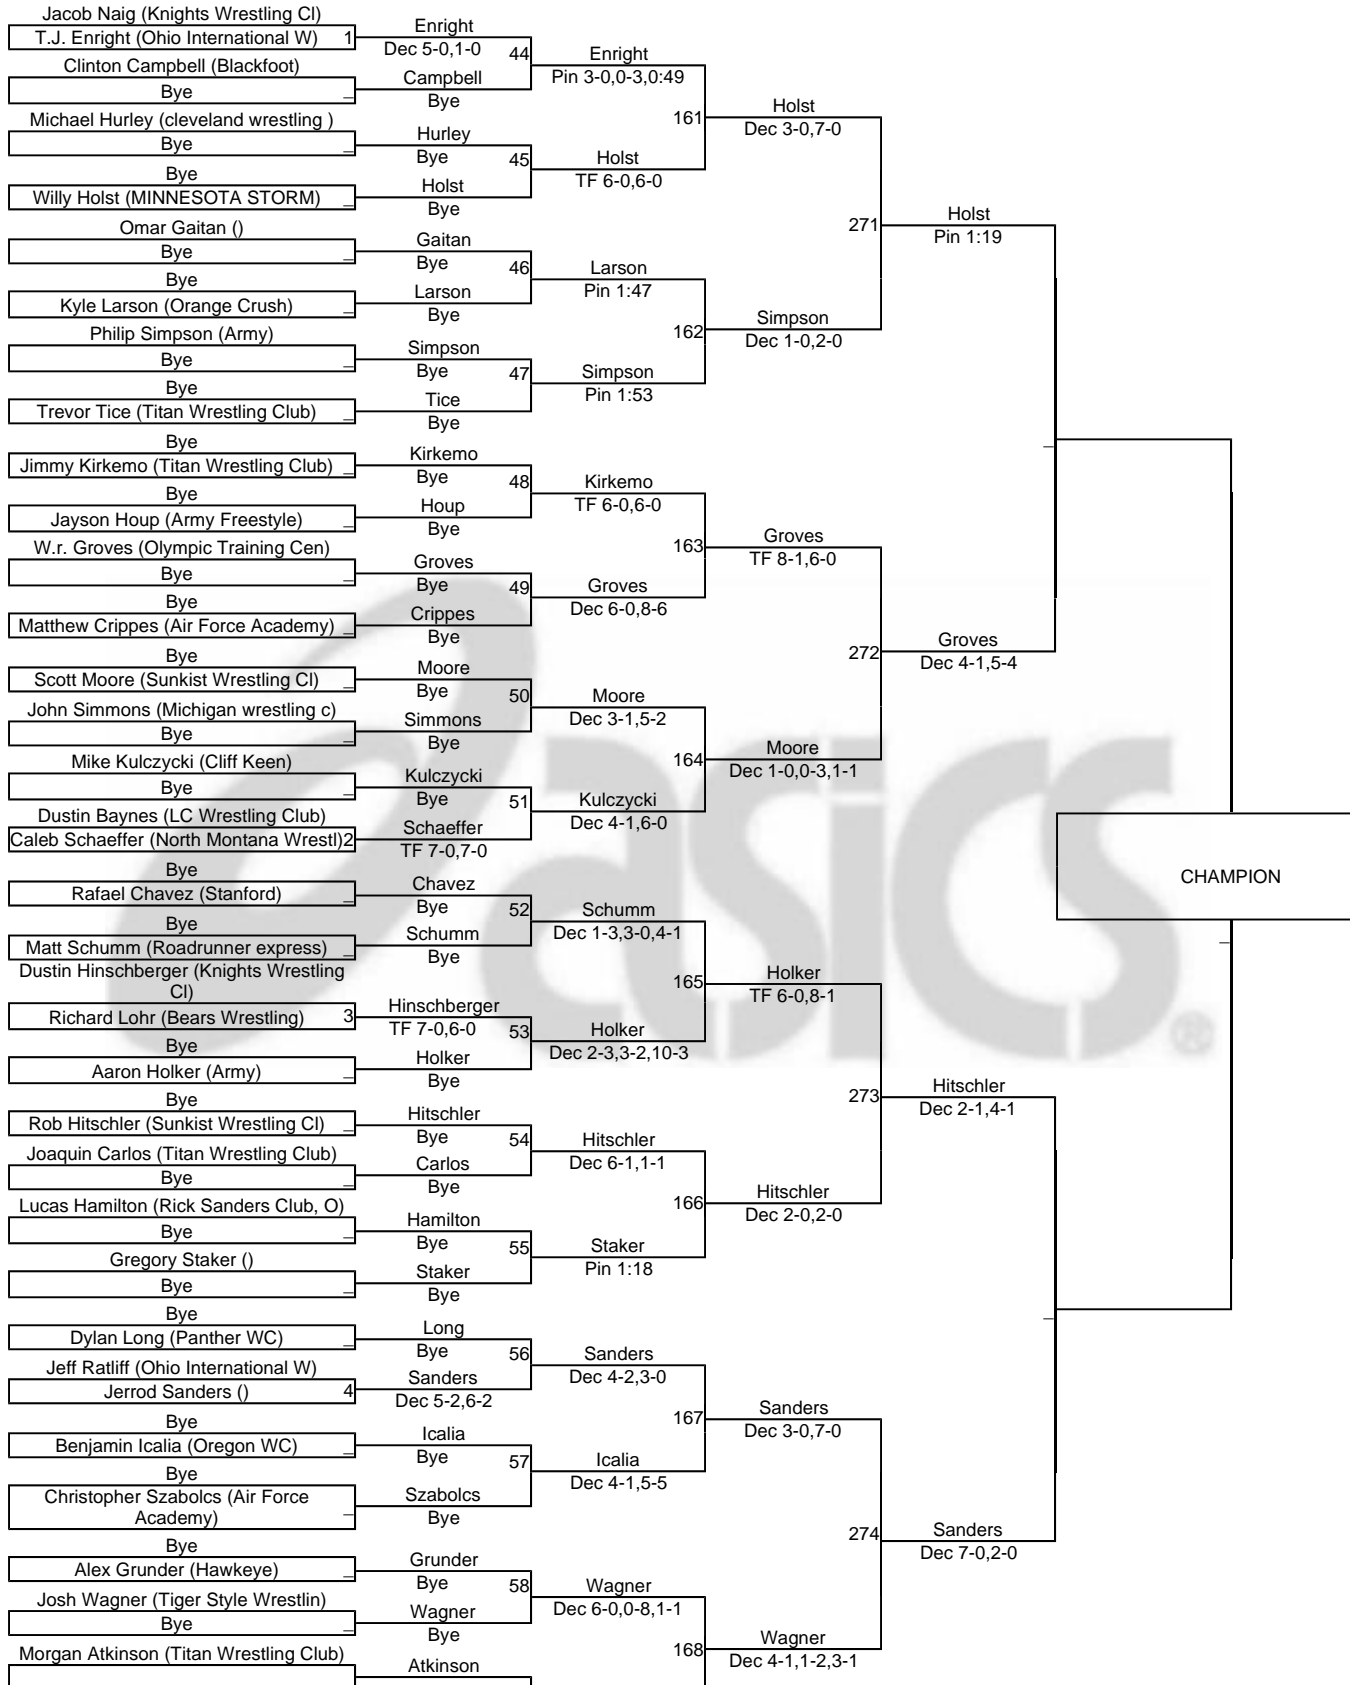 Jacob Naig (Knights Wrestling Cl)
T.J. Enright (Ohio International W) 1
Clinton Campbell (Blackfoot)
Bye _
Michael Hurley (cleveland wrestling )
Bye _
Bye
Willy Holst (MINNESOTA STORM) _
Omar Gaitan ()
Bye _
Bye
Kyle Larson (Orange Crush) _
Philip Simpson (Army)
Bye _
Bye
Trevor Tice (Titan Wrestling Club) _
Bye
Jimmy Kirkemo (Titan Wrestling Club) _
Bye
Jayson Houp (Army Freestyle) _
W.r. Groves (Olympic Training Cen)
Bye _
Bye
Matthew Crippes (Air Force Academy) _
Bye
Scott Moore (Sunkist Wrestling Cl) _
John Simmons (Michigan wrestling c)
Bye _
Mike Kulczycki (Cliff Keen)
Bye _
Dustin Baynes (LC Wrestling Club)
Caleb Schaeffer (North Montana Wrestl)2
Bye
Rafael Chavez (Stanford) _
Bye
Matt Schumm (Roadrunner express) _
Dustin Hinschberger (Knights Wrestling
Cl)
Richard Lohr (Bears Wrestling) 3
Bye
Aaron Holker (Army) _
Bye
Rob Hitschler (Sunkist Wrestling Cl) _
Joaquin Carlos (Titan Wrestling Club)
Bye _
Lucas Hamilton (Rick Sanders Club, O)
Bye _
Gregory Staker ()
Bye _
Bye
Dylan Long (Panther WC) _
Jeff Ratliff (Ohio International W)
Jerrod Sanders () 4
Bye
Benjamin Icalia (Oregon WC) _
Bye
Christopher Szabolcs (Air Force
Academy) _
Bye
Alex Grunder (Hawkeye) _
Josh Wagner (Tiger Style Wrestlin)
Bye _
Morgan Atkinson (Titan Wrestling Club)
Enright
Dec 5-0,1-0
44
Campbell
Bye
Hurley
Bye
45
Holst
Bye
Gaitan
Bye
46
Larson
Bye
Simpson
Bye
47
Tice
Bye
Kirkemo
Bye
48
Houp
Bye
Groves
Bye
49
Crippes
Bye
Moore
Bye
50
Simmons
Bye
Kulczycki
Bye
51
Schaeffer
TF 7-0,7-0
Chavez
Bye
52
Schumm
Bye
Hinschberger
TF 7-0,6-0
53
Holker
Bye
Hitschler
Bye
54
Carlos
Bye
Hamilton
Bye
55
Staker
Bye
Long
Bye
56
Sanders
Dec 5-2,6-2
Icalia
Bye
57
Szabolcs
Bye
Grunder
Bye
58
Wagner
Bye
Atkinson
Enright
Pin 3-0,0-3,0:49
161
Holst
TF 6-0,6-0
Larson
Pin 1:47
162
Simpson
Pin 1:53
Kirkemo
TF 6-0,6-0
163
Groves
Dec 6-0,8-6
Moore
Dec 3-1,5-2
164
Kulczycki
Dec 4-1,6-0
Schumm
Dec 1-3,3-0,4-1
165
Holker
Dec 2-3,3-2,10-3
Hitschler
Dec 6-1,1-1
166
Staker
Pin 1:18
Sanders
Dec 4-2,3-0
167
Icalia
Dec 4-1,5-5
Wagner
Dec 6-0,0-8,1-1
168
Holst
Dec 3-0,7-0
271
Simpson
Dec 1-0,2-0
Groves
TF 8-1,6-0
272
Moore
Dec 1-0,0-3,1-1
Holker
TF 6-0,8-1
273
Hitschler
Dec 2-0,2-0
Sanders
Dec 3-0,7-0
274
Wagner
Dec 4-1,1-2,3-1
Holst
Pin 1:19
_
Groves
Dec 4-1,5-4
Hitschler
Dec 2-1,4-1
_
Sanders
Dec 7-0,2-0
CHAMPION
_
asics®